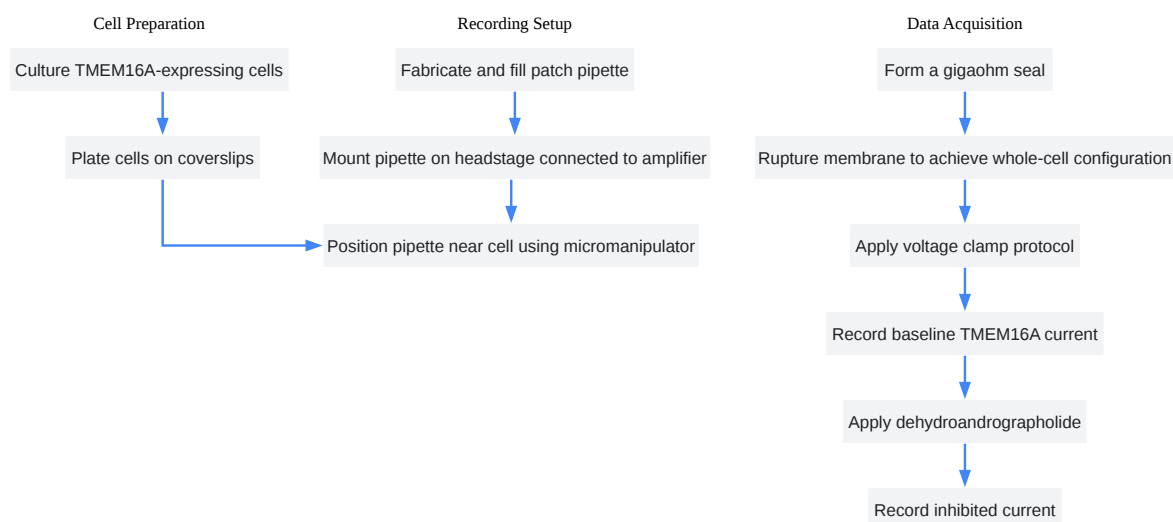 Cell Preparation
Culture TMEM16A-expressing cells
Plate cells on coverslips
Recording Setup
Fabricate and fill patch pipette
Mount pipette on headstage connected to amplifier
Position pipette near cell using micromanipulator
Data Acquisition
Form a gigaohm seal
Rupture membrane to achieve whole-cell configuration
Apply voltage clamp protocol
Record baseline TMEM16A current
Apply dehydroandrographolide
Record inhibited current